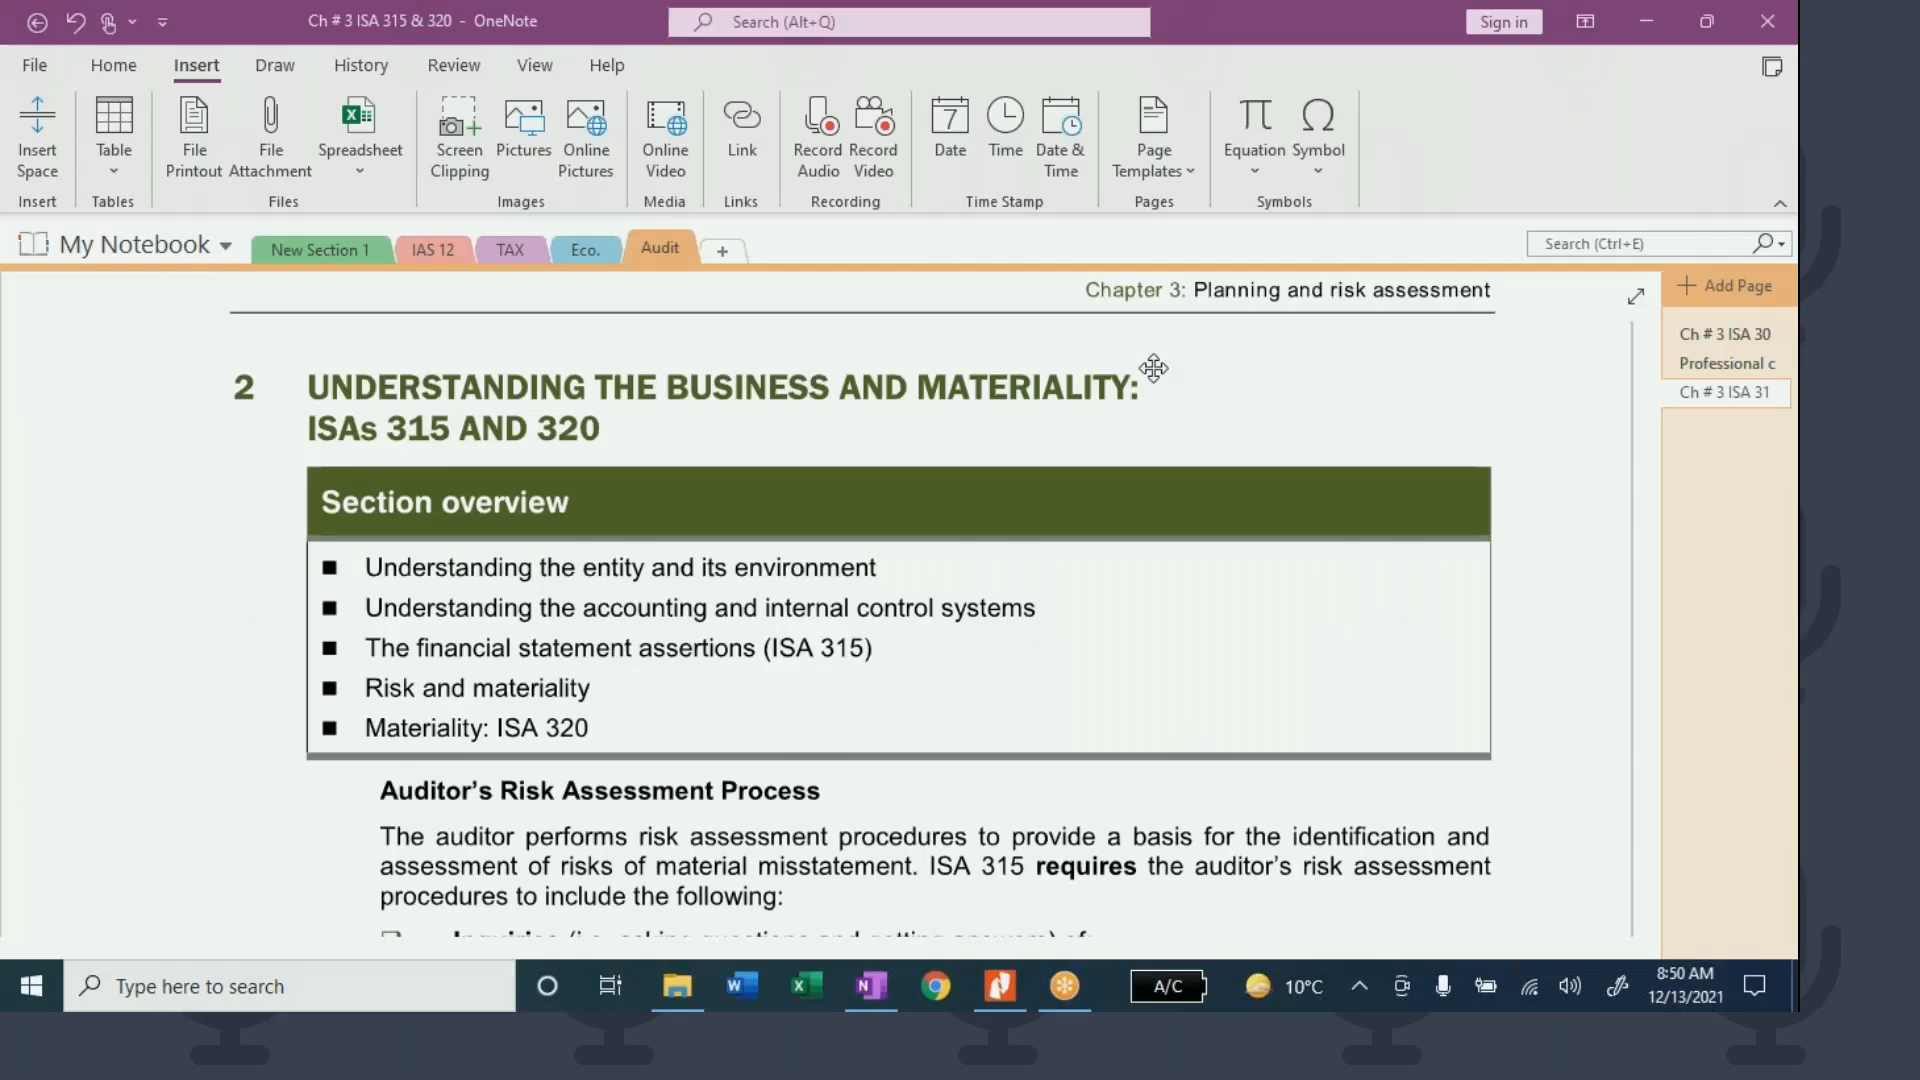 Ch # 3 ISA 315 & 320 - OneNote
Search (Alt+Q)
Sign in
File Home Insert Draw History Review View Help
Insert Space
Table
File Printout
File Attachment
Spreadsheet
Screen Clipping
Pictures
Online Pictures
Online Video
Link
Record Audio
Record Video
7
Date
Time
Date & Time
Page Templates
π
Equation
Ω
Symbol
Insert Tables Files Images Media Links Recording Time Stamp Pages Symbols
My Notebook
New Section 1 IAS 12 TAX Eco. Audit +
Search (Ctrl+E)
Add Page
Ch # 3 ISA 30
Professional c
Ch # 3 ISA 31
Chapter 3: Planning and risk assessment
2 UNDERSTANDING THE BUSINESS AND MATERIALITY:
ISAs 315 AND 320
Section overview
■ Understanding the entity and its environment
■ Understanding the accounting and internal control systems
■ The financial statement assertions (ISA 315)
■ Risk and materiality
■ Materiality: ISA 320
Auditor's Risk Assessment Process
The auditor performs risk assessment procedures to provide a basis for the identification and
assessment of risks of material misstatement. ISA 315 requires the auditor's risk assessment
procedures to include the following:
Type here to search
A/C
10°C
8:50 AM
12/13/2021